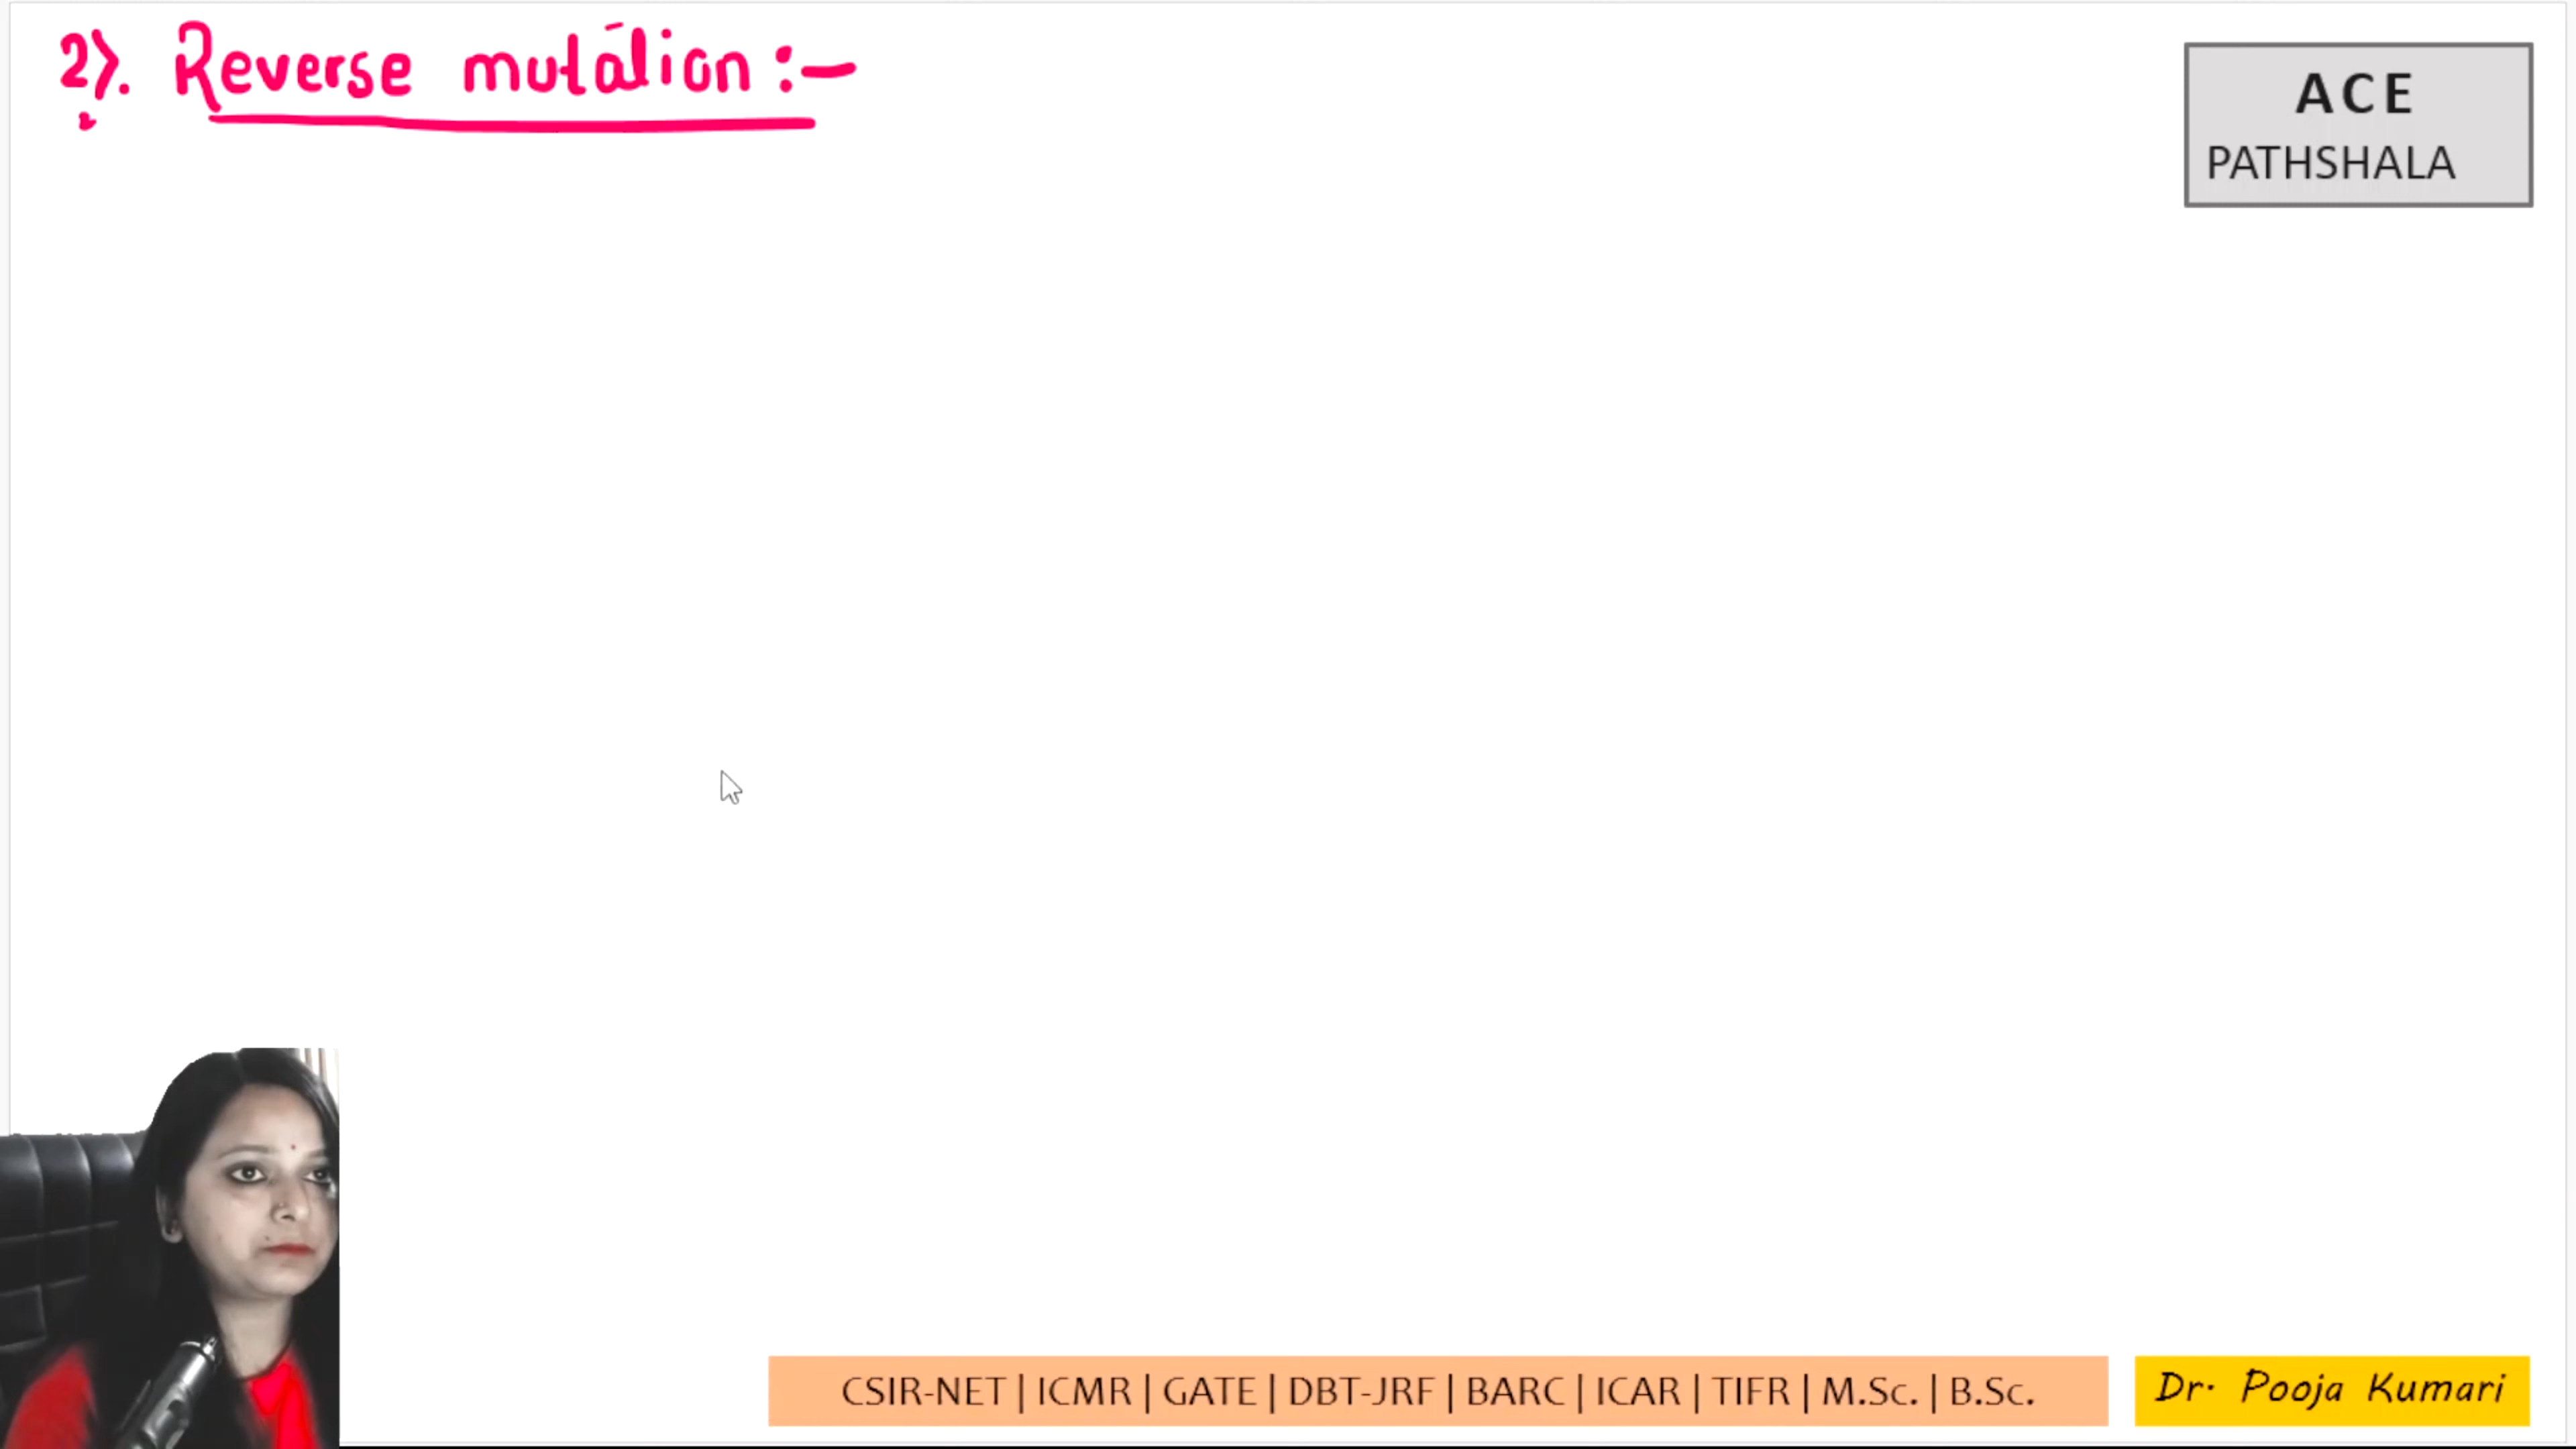 2). Reverse mutation :-
ACE
PATHSHALA
CSIR-NET | ICMR | GATE | DBT-JRF | BARC | ICAR | TIFR | M.Sc. | B.Sc.
Dr. Pooja Kumari